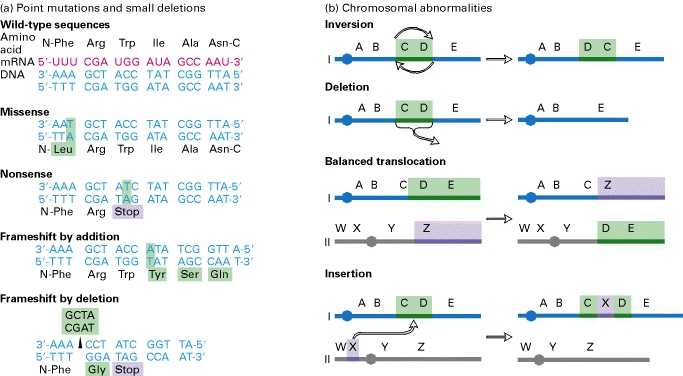 (a) Point mutations and small deletions
Wild-type sequences
Amino acid N-Phe Arg Trp Ile Ala Asn-C
mRNA 5′-UUU CGA UGG AUA GCC AAU-3′
DNA 3′-AAA GCT ACC TAT CGG TTA 5′
5′-TTT CGA TGG ATA GCC AAT-3′
Missense
3′-AAT GCT ACC TAT CGG TTA-5′
5′-TTA CGA TGG ATA GCC AAT-3′
N-Leu Arg Trp Ile Ala Asn-C
Nonsense
3′-AAA GCT ATC TAT CGG TTA-5′
5′-TTT CGA TAG ATA GCC AAT-3′
N-Phe Arg Stop
Frameshift by addition
3′-AAA GCT ACC ATA TCG GTT A-5′
5′-TTT CGA TGG TAT AGC CAA T-3′
N-Phe Arg Trp Tyr Ser Gln
Frameshift by deletion
GCTA
CGAT
3′-AAA CCT ATC GGT TA-5′
5′-TTT GGA TAG CCA AT-3′
N-Phe Gly Stop
(b) Chromosomal abnormalities
Inversion
A B C D E A B D C E
I
Deletion
A B C D E A B E
I
Balanced translocation
A B C D E A B C Z
I
W X Y Z W X Y D E
II
Insertion
A B C D E A B C X D E
I
W X Y Z W Y Z
II